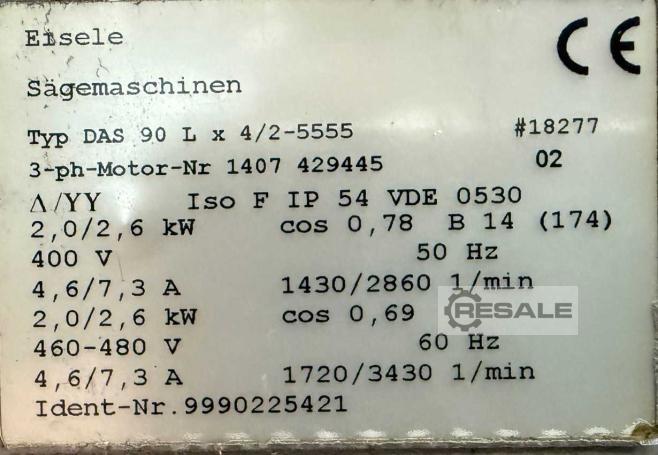 Eisele
CE
Sägemaschinen
Typ DAS 90 L x 4/2-5555 #18277
3-ph-Motor-Nr 1407 429445 02
Δ/YY Iso F IP 54 VDE 0530
2,0/2,6 kW cos 0,78 B 14 (174)
400 V 50 Hz
4,6/7,3 A 1430/2860 1/min
2,0/2,6 kW cos 0,69
RESALE
460-480 V 60 Hz
4,6/7,3 A 1720/3430 1/min
Ident-Nr.9990225421